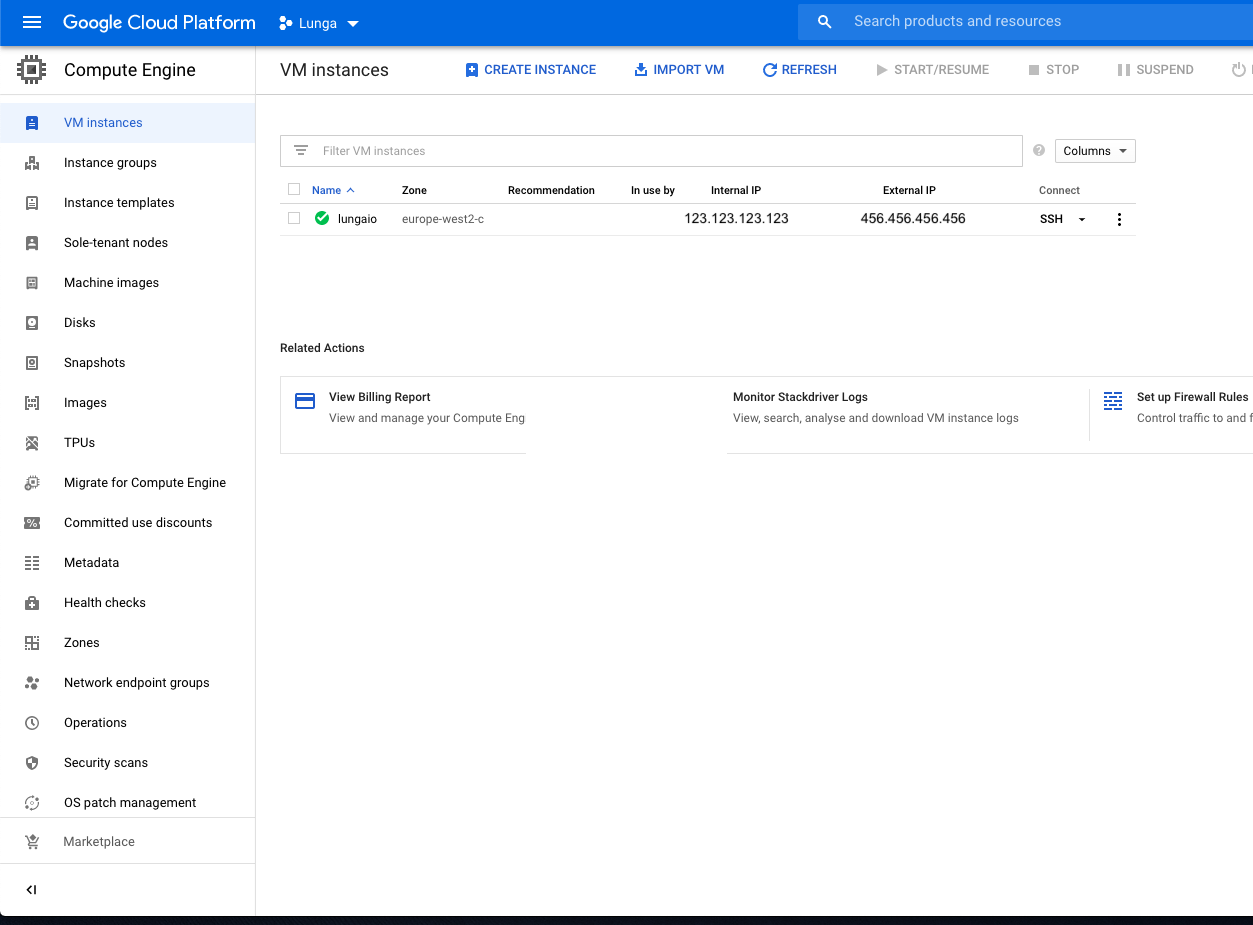 Google Cloud Platform
Lunga
Search products and resources
Compute Engine
VM instances
CREATE INSTANCE
IMPORT VM
REFRESH
START/RESUME
STOP
SUSPEND
VM instances
Instance groups
Instance templates
Sole-tenant nodes
Machine images
Disks
Snapshots
Images
TPUs
Migrate for Compute Engine
Committed use discounts
Metadata
Health checks
Zones
Network endpoint groups
Operations
Security scans
OS patch management
Marketplace
Filter VM instances
Columns
Name Zone Recommendation In use by Internal IP External IP Connect
lungaio europe-west2-c 123.123.123.123 456.456.456.456 SSH
Related Actions
View Billing Report
View and manage your Compute Eng
Monitor Stackdriver Logs
View, search, analyse and download VM instance logs
Set up Firewall Rules
Control traffic to and f